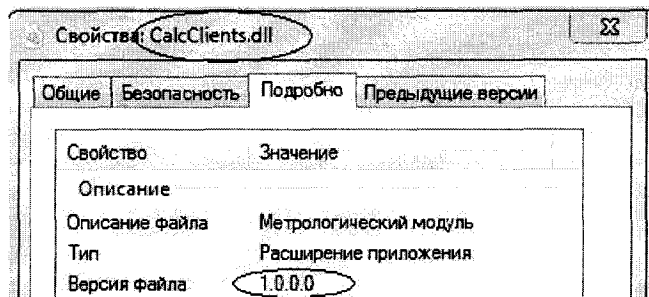 Свойства: CalcClients.dll
Общие Безопасность Подробно Предыдущие версии
Свойство Значение
Описание
Описание файла Метрологический модуль
Тип Расширение приложения
Версия файла 1.0.0.0